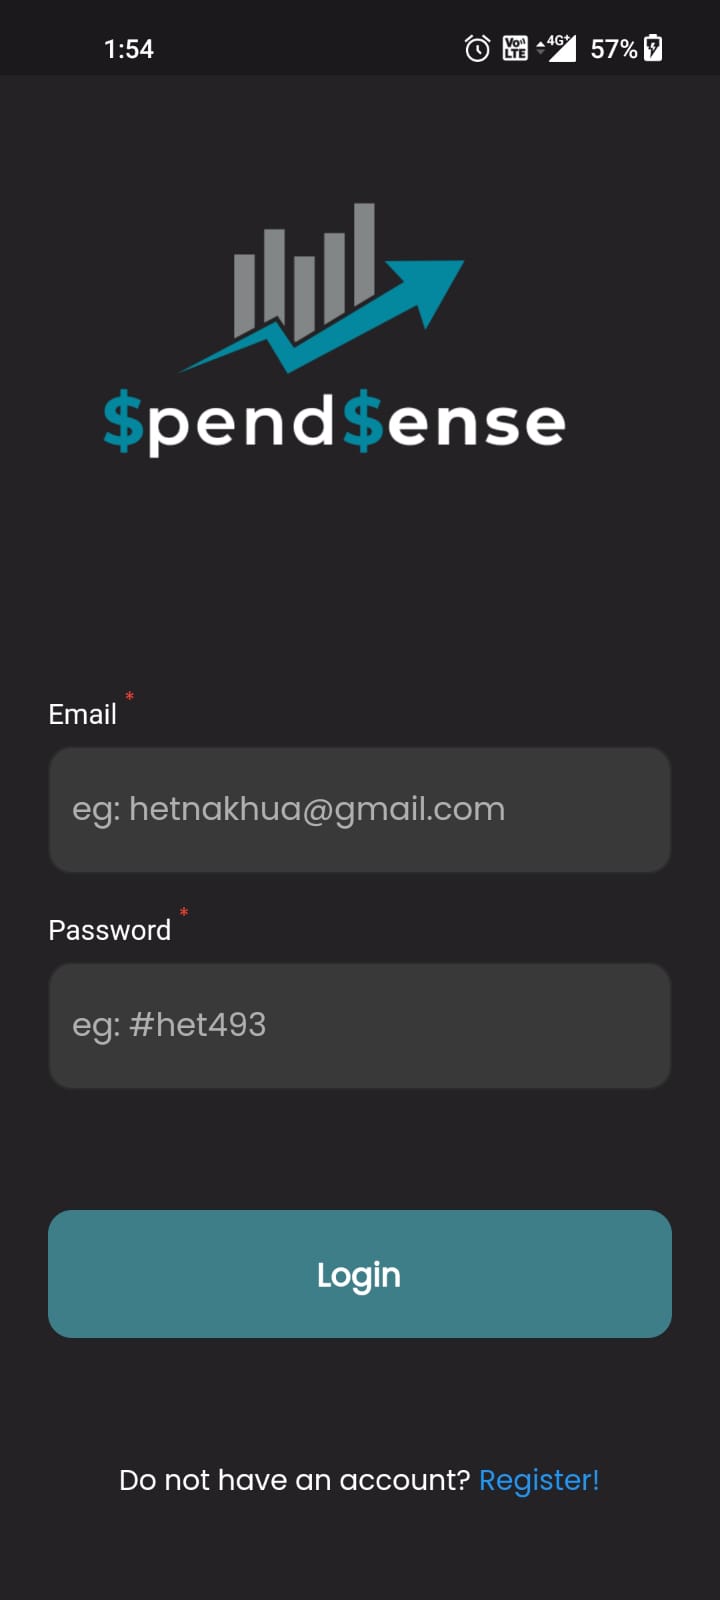 1:54 Vo LTE 4G+ 57%
$pend$ense
Email *
eg: hetnakhua@gmail.com
Password *
eg: #het493
Login
Do not have an account? Register!